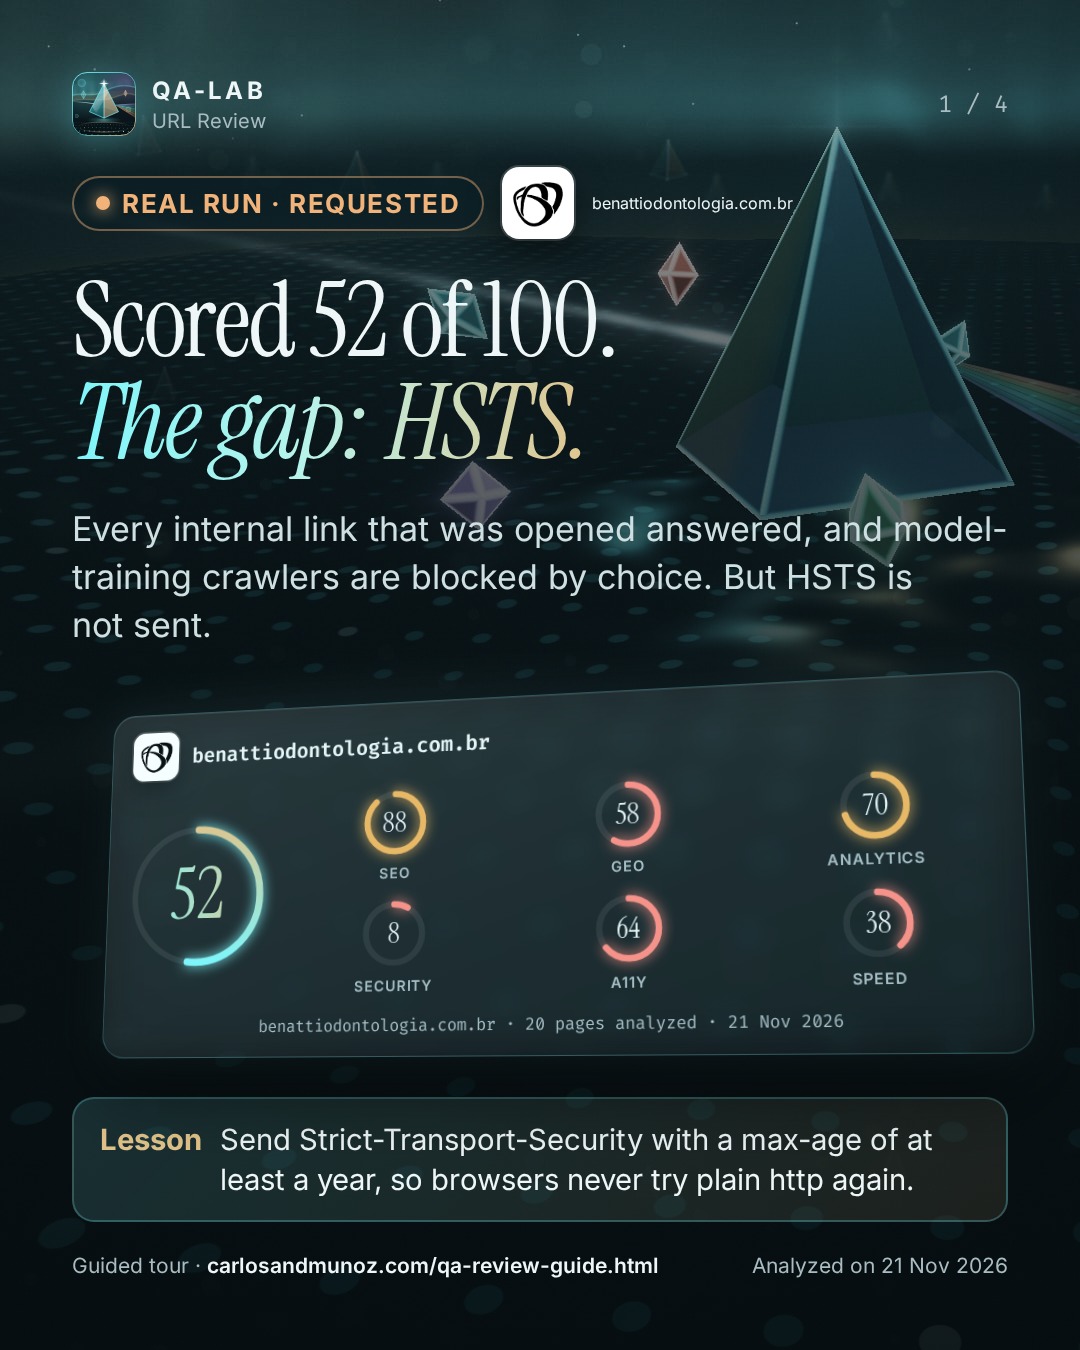 QA-LAB
URL Review
1 / 4
REAL RUN · REQUESTED
benattiodontologia.com.br
Scored 52 of 100.
The gap: HSTS.
Every internal link that was opened answered, and model-
training crawlers are blocked by choice. But HSTS is
not sent.
benattiodontologia.com.br
52
88
SEO
58
GEO
70
ANALYTICS
8
SECURITY
64
A11Y
38
SPEED
benattiodontologia.com.br · 20 pages analyzed · 21 Nov 2026
Lesson Send Strict-Transport-Security with a max-age of at
least a year, so browsers never try plain http again.
Guided tour · carlosandmunoz.com/qa-review-guide.html
Analyzed on 21 Nov 2026